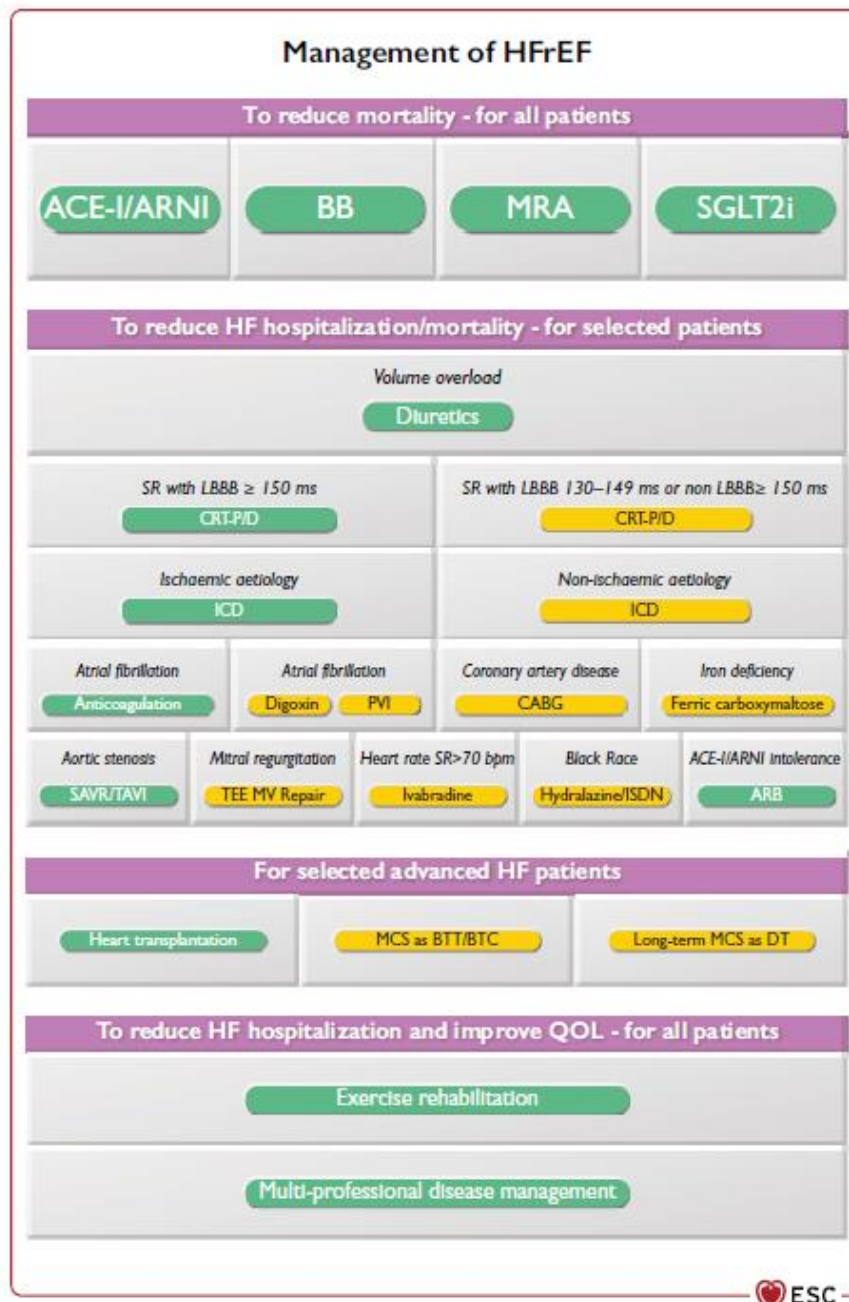 Management of HFrEF
To reduce mortality - for all patients
ACE-I/ARNI
BB
MRA
SGLT2i
To reduce HF hospitalization/mortality - for selected patients
Volume overload
Diuretics
SR with LBBB ≥ 150 ms
CRT-P/D
SR with LBBB 130–149 ms or non LBBB≥ 150 ms
CRT-P/D
Ischaemic aetiology
ICD
Non-ischaemic aetiology
ICD
Atrial fibrillation
Anticoagulation
Atrial fibrillation
Digoxin
PVI
Coronary artery disease
CABG
Iron deficiency
Ferric carboxymaltose
Aortic stenosis
SAVR/TAVI
Mitral regurgitation
TEE MV Repair
Heart rate SR>70 bpm
Ivabradine
Black Race
Hydralazine/ISDN
ACE-I/ARNI intolerance
ARB
For selected advanced HF patients
Heart transplantation
MCS as BTT/BTC
Long-term MCS as DT
To reduce HF hospitalization and improve QOL - for all patients
Exercise rehabilitation
Multi-professional disease management
ESC